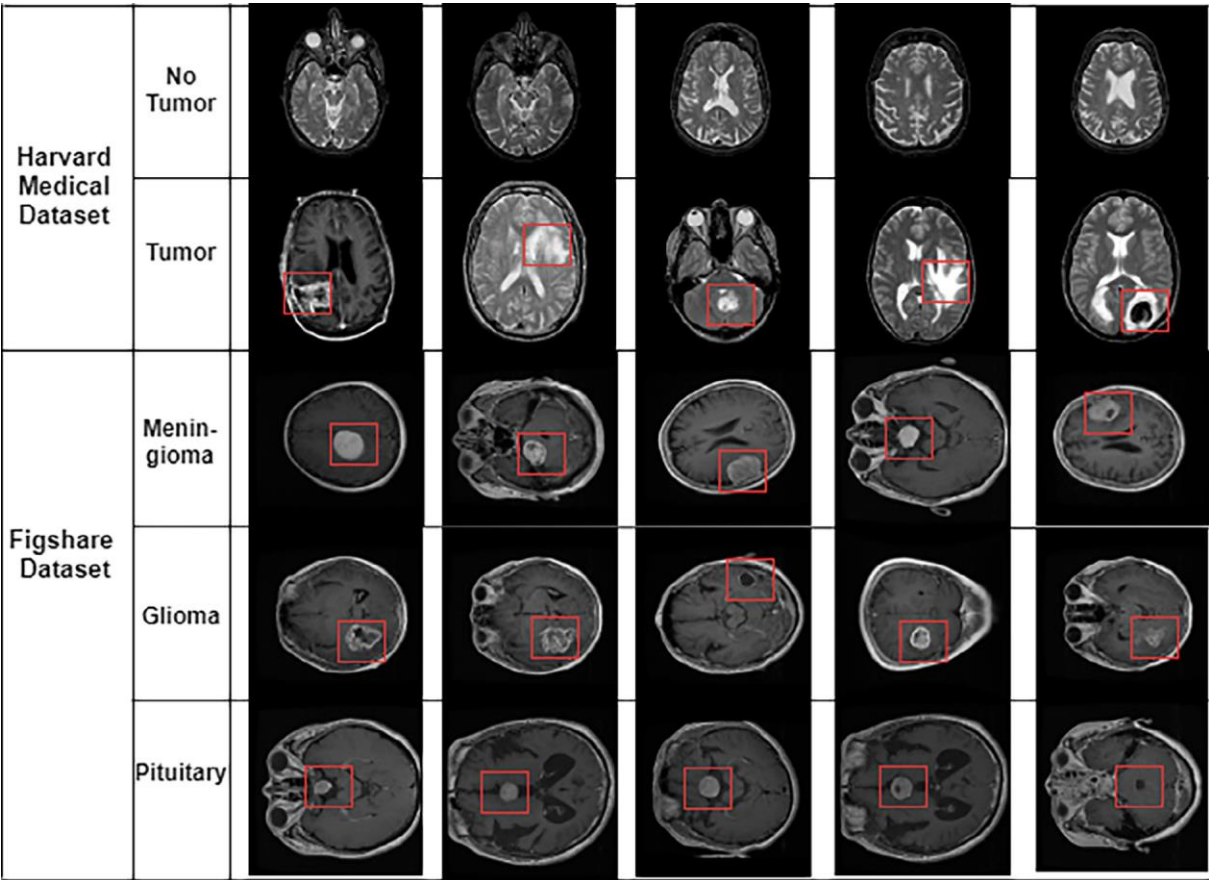 No
Tumor
Harvard
Medical
Dataset
Tumor
Menin-
gioma
Figshare
Dataset
Glioma
Pituitary